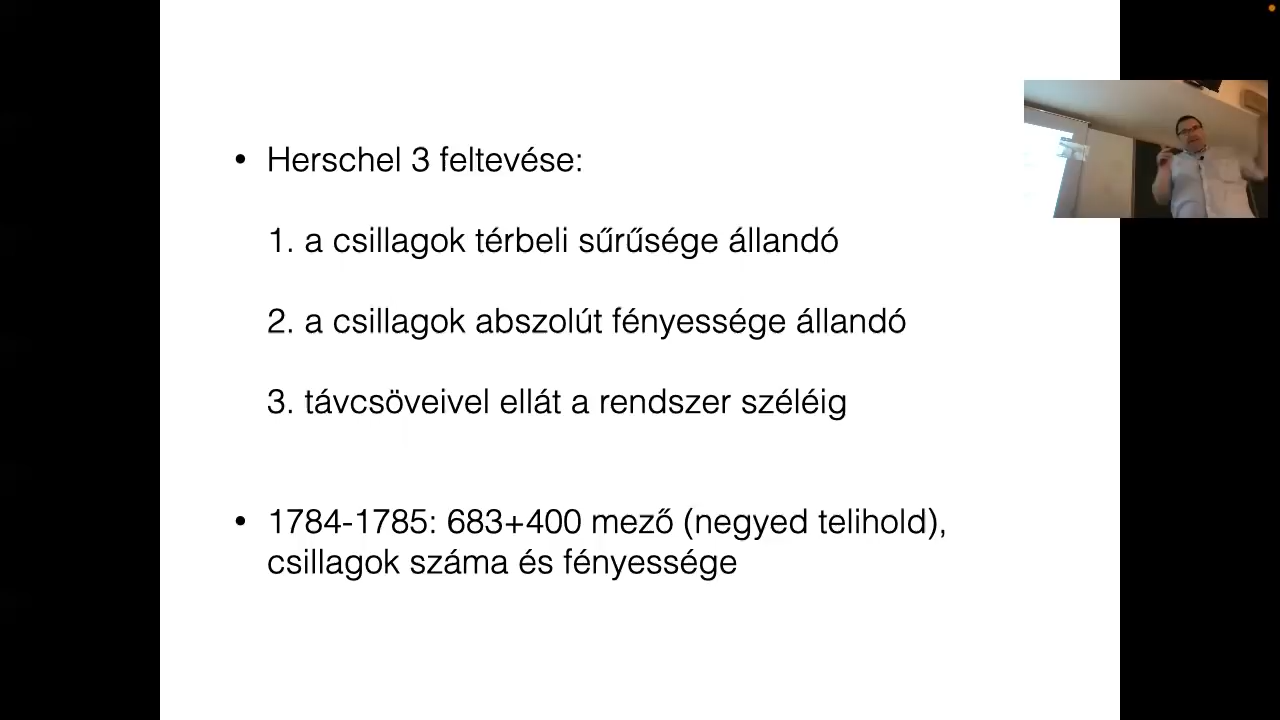 • Herschel 3 feltevése:
1. a csillagok térbeli sűrűsége állandó
2. a csillagok abszolút fényessége állandó
3. távcsöveivel ellát a rendszer széléig
• 1784-1785: 683+400 mező (negyed telihold),
csillagok száma és fényessége